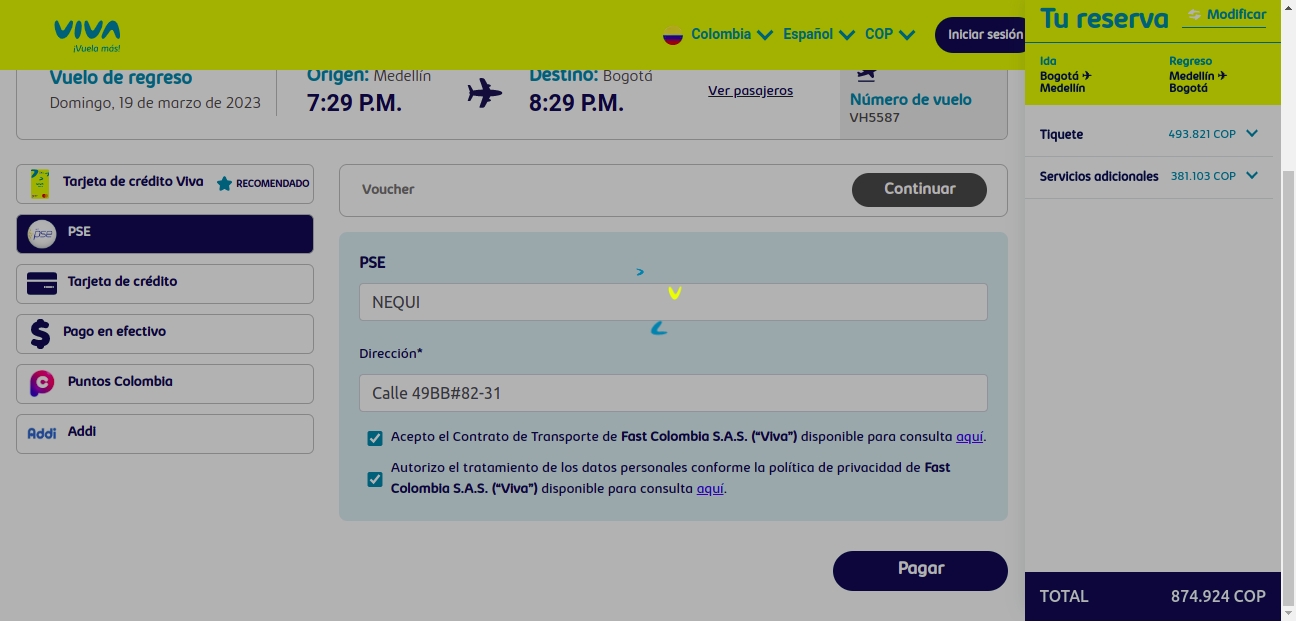 VIVA
¡Vuela más!
Colombia
Español
COP
Iniciar sesión
Vuelo de regreso
Domingo, 19 de marzo de 2023
Origen: Medellín
7:29 P.M.
Destino: Bogotá
8:29 P.M.
Ver pasajeros
Número de vuelo
VH5587
Tarjeta de crédito Viva
RECOMENDADO
pse
PSE
Tarjeta de crédito
Pago en efectivo
Puntos Colombia
Addi
Addi
Voucher
Continuar
PSE
NEQUI
Dirección*
Calle 49BB#82-31
Acepto el Contrato de Transporte de Fast Colombia S.A.S. (“Viva”) disponible para consulta aquí.
Autorizo el tratamiento de los datos personales conforme la política de privacidad de Fast
Colombia S.A.S. (“Viva”) disponible para consulta aquí.
Pagar
Tu reserva
Modificar
Ida
Bogotá ✈
Medellín
Regreso
Medellín ✈
Bogotá
Tiquete
493.821 COP
Servicios adicionales
381.103 COP
TOTAL
874.924 COP